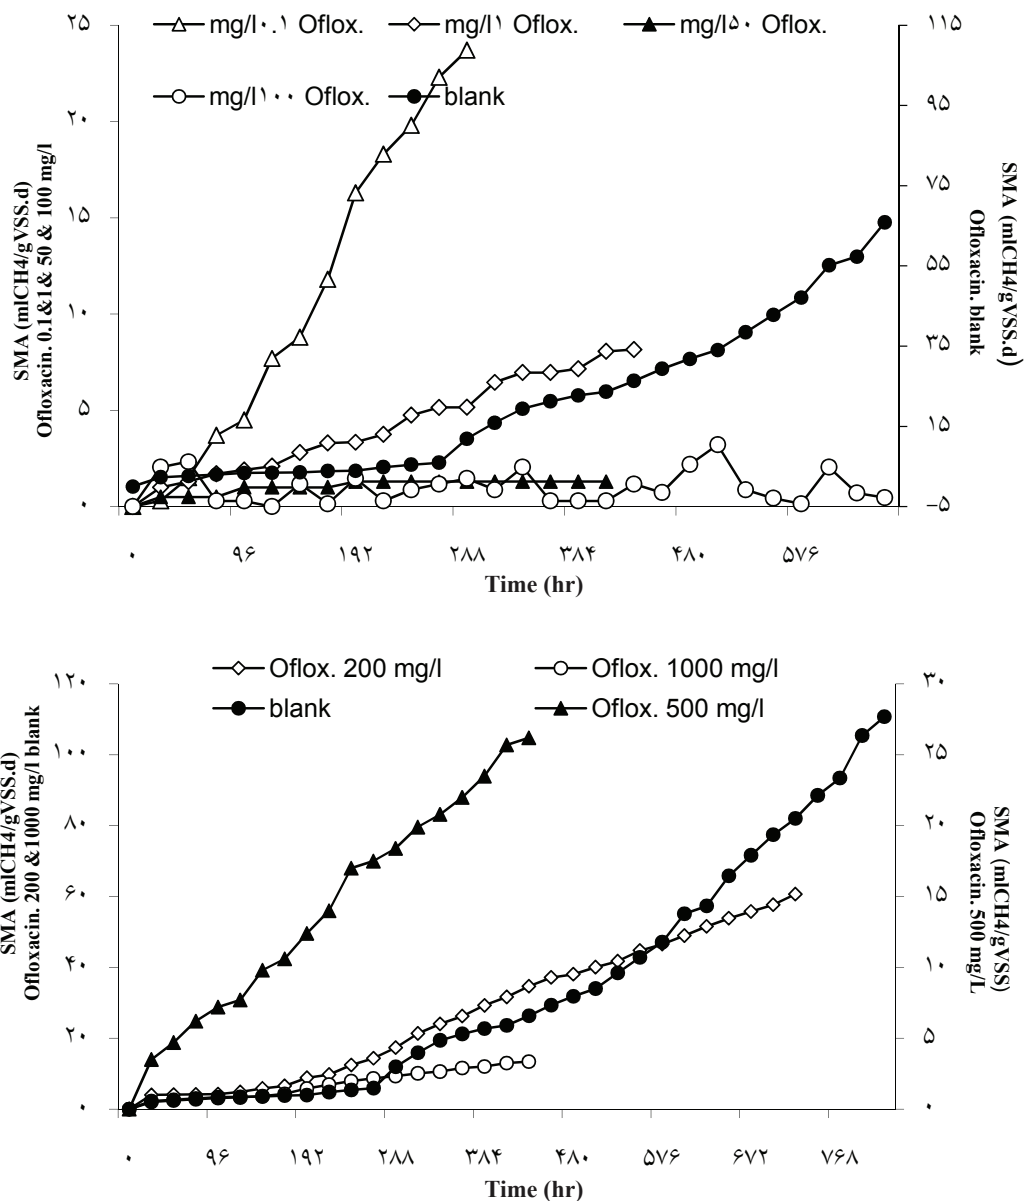 mg/l۰.۱ Oflox. mg/l۱ Oflox. mg/l۵۰ Oflox.
mg/l۱۰۰ Oflox. blank
SMA (mlCH4/gVSS.d)
Ofloxacin. 0.1&1& 50 & 100 mg/l
۲۵
۲۰
۱۵
۱۰
۵
۰
۱۱۵
۹۵
۷۵
۵۵
۳۵
۱۵
−۵
SMA (mlCH4/gVSS.d)
Ofloxacin. blank
۰ ۹۶ ۱۹۲ ۲۸۸ ۳۸۴ ۴۸۰ ۵۷۶
Time (hr)
Oflox. 200 mg/l Oflox. 1000 mg/l
blank Oflox. 500 mg/l
SMA (mlCH4/gVSS.d)
Ofloxacin. 200 &1000 mg/l blank
۱۲۰
۱۰۰
۸۰
۶۰
۴۰
۲۰
۰
۳۰
۲۵
۲۰
۱۵
۱۰
۵
۰
SMA (mlCH4/gVSS)
Ofloxacin. 500 mg/L
۰ ۹۶ ۱۹۲ ۲۸۸ ۳۸۴ ۴۸۰ ۵۷۶ ۶۷۲ ۷۶۸
Time (hr)